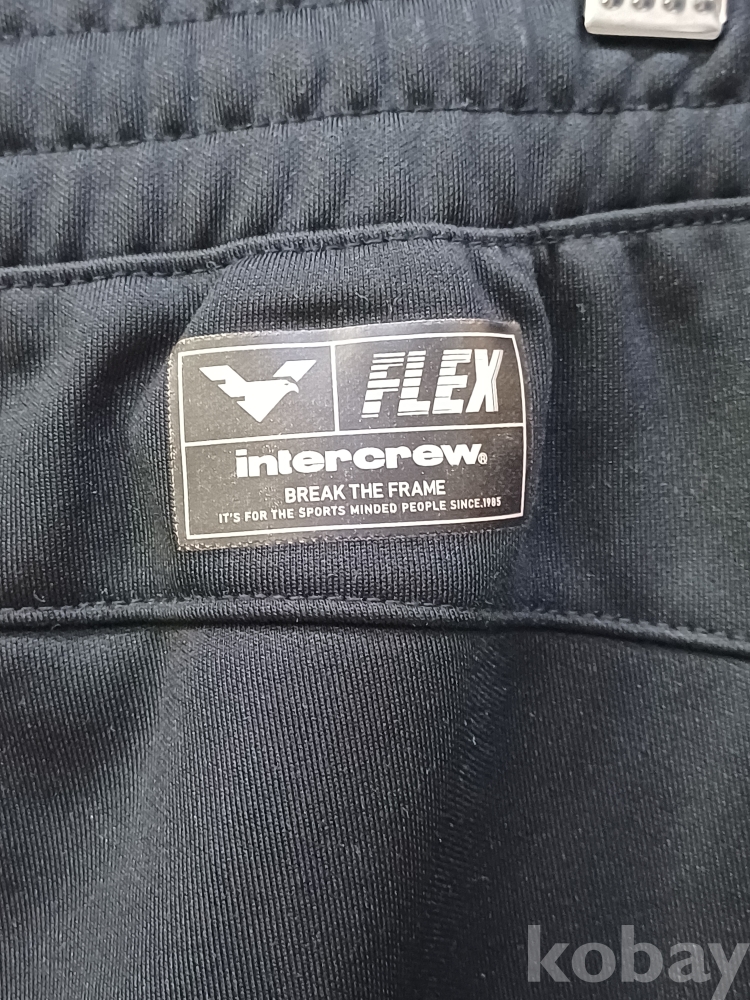 FLEX
intercrew®
BREAK THE FRAME
IT'S FOR THE SPORTS MINDED PEOPLE SINCE.1985
kobay